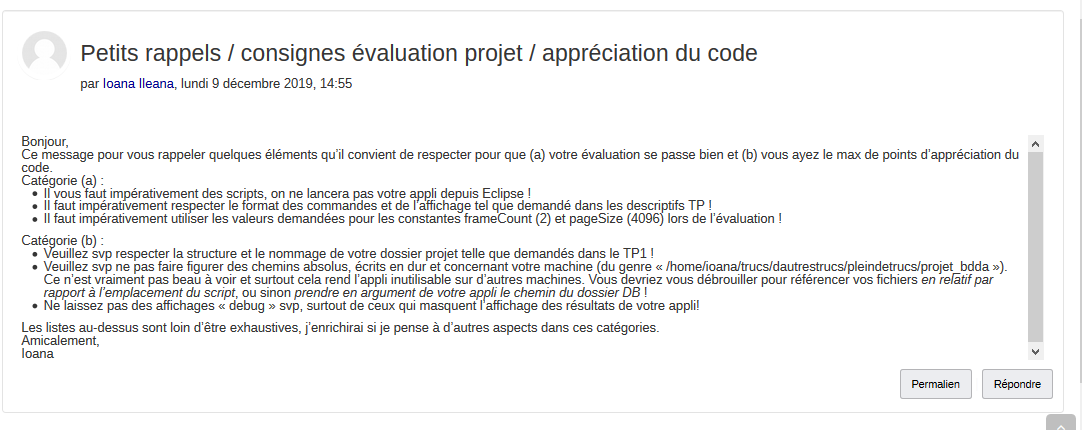 Petits rappels / consignes évaluation projet / appréciation du code
par Ioana Ileana, lundi 9 décembre 2019, 14:55
Bonjour,
Ce message pour vous rappeler quelques éléments qu'il convient de respecter pour que (a) votre évaluation se passe bien et (b) vous ayez le max de points d'appréciation du
code.
Catégorie (a) :
• Il vous faut impérativement des scripts, on ne lancera pas votre appli depuis Eclipse !
• Il faut impérativement respecter le format des commandes et de l'affichage tel que demandé dans les descriptifs TP !
• Il faut impérativement utiliser les valeurs demandées pour les constantes frameCount (2) et pageSize (4096) lors de l'évaluation !
Catégorie (b) :
• Veuillez svp respecter la structure et le nommage de votre dossier projet telle que demandés dans le TP1 !
• Veuillez svp ne pas faire figurer des chemins absolus, écrits en dur et concernant votre machine (du genre « /home/ioana/trucs/dautrestrucs/pleindetrucs/projet_bdda »).
Ce n'est vraiment pas beau à voir et surtout cela rend l'appli inutilisable sur d'autres machines. Vous devriez vous débrouiller pour référencer vos fichiers en relatif par
rapport à l'emplacement du script, ou sinon prendre en argument de votre appli le chemin du dossier DB !
• Ne laissez pas des affichages « debug » svp, surtout de ceux qui masquent l'affichage des résultats de votre appli!
Les listes au-dessus sont loin d'être exhaustives, j'enrichirai si je pense à d'autres aspects dans ces catégories.
Amicalement,
Ioana
Permalien
Répondre